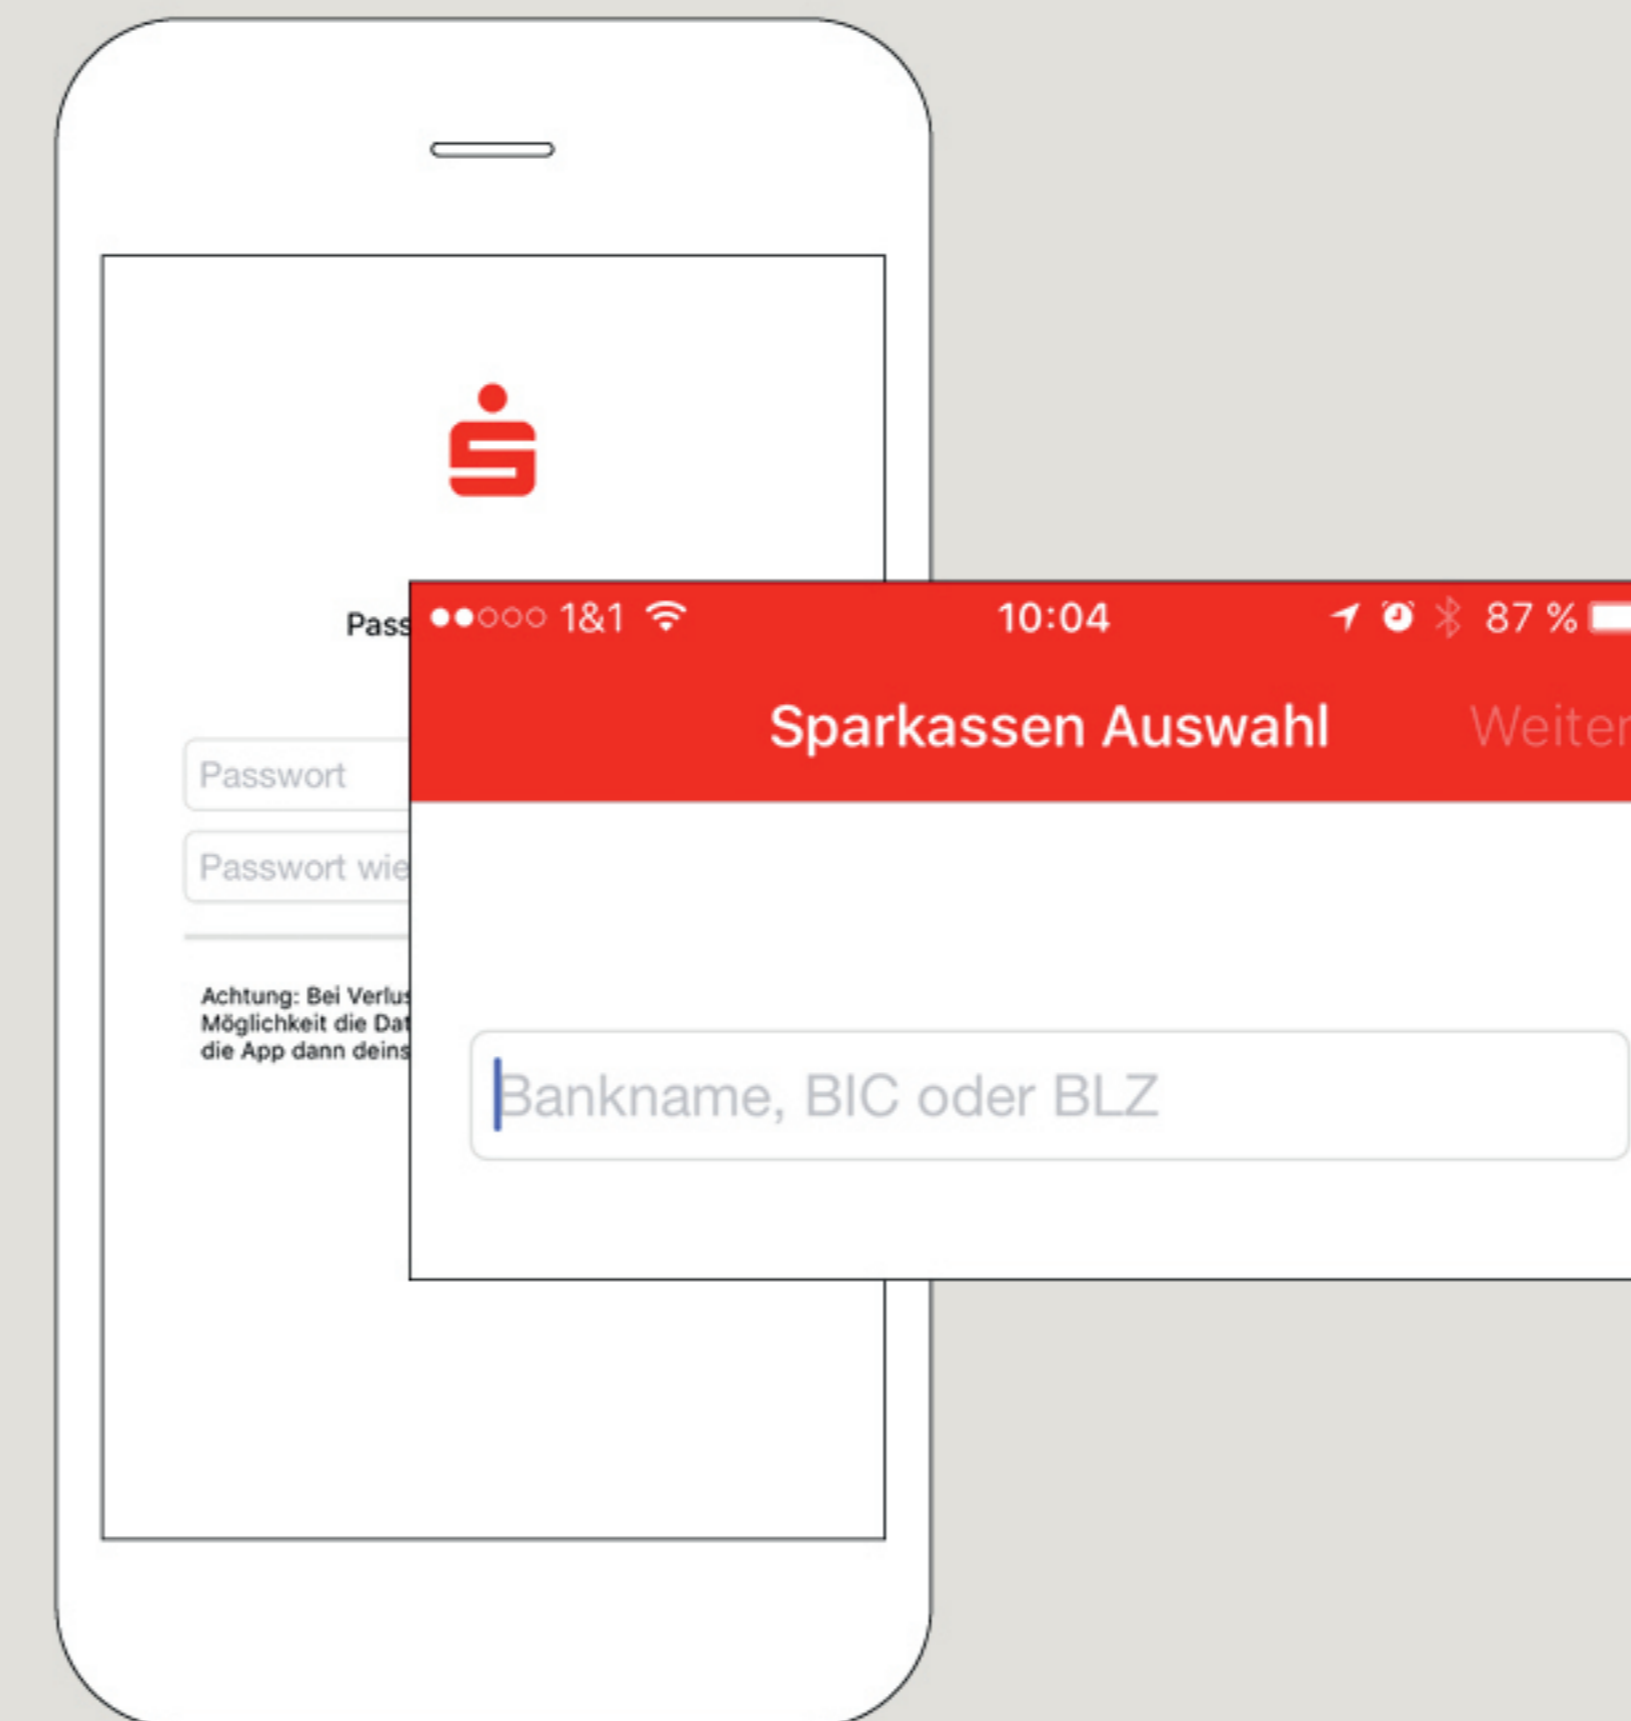 Pass
1&1 10:04 87 %
Sparkassen Auswahl Weiter
Passwort
Passwort wie
Achtung: Bei Verlus
Möglichkeit die Dat
die App dann deins
Bankname, BIC oder BLZ